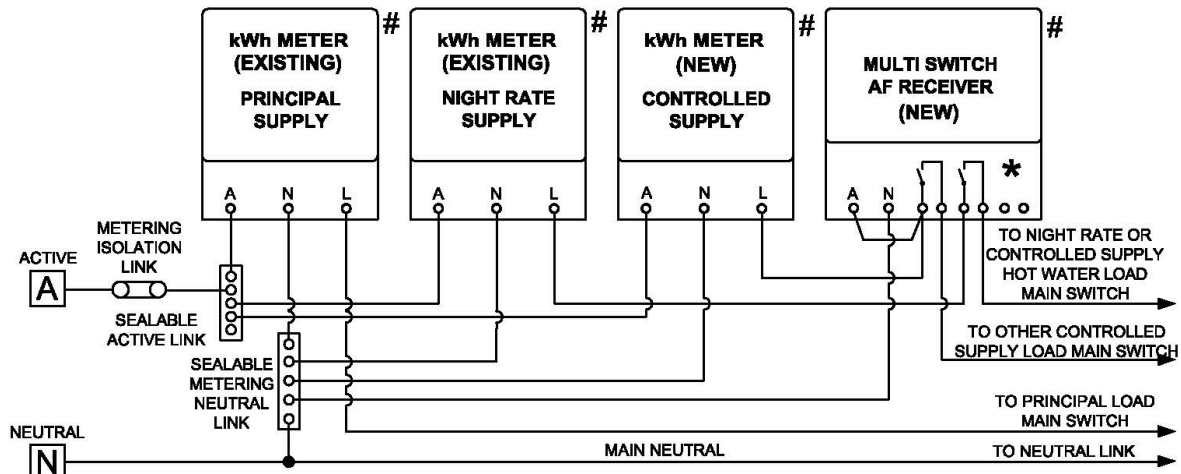 kWh METER
(EXISTING)
PRINCIPAL
SUPPLY
#
kWh METER
(EXISTING)
NIGHT RATE
SUPPLY
#
kWh METER
(NEW)
CONTROLLED
SUPPLY
#
MULTI SWITCH
AF RECEIVER
(NEW)
#
A N L
A N L
A N L
A N
*
METERING
ISOLATION
LINK
ACTIVE
A
SEALABLE
ACTIVE LINK
SEALABLE
METERING
NEUTRAL
LINK
NEUTRAL
N
MAIN NEUTRAL
TO NIGHT RATE OR
CONTROLLED SUPPLY
HOT WATER LOAD
MAIN SWITCH
TO OTHER CONTROLLED
SUPPLY LOAD MAIN SWITCH
TO PRINCIPAL LOAD
MAIN SWITCH
TO NEUTRAL LINK